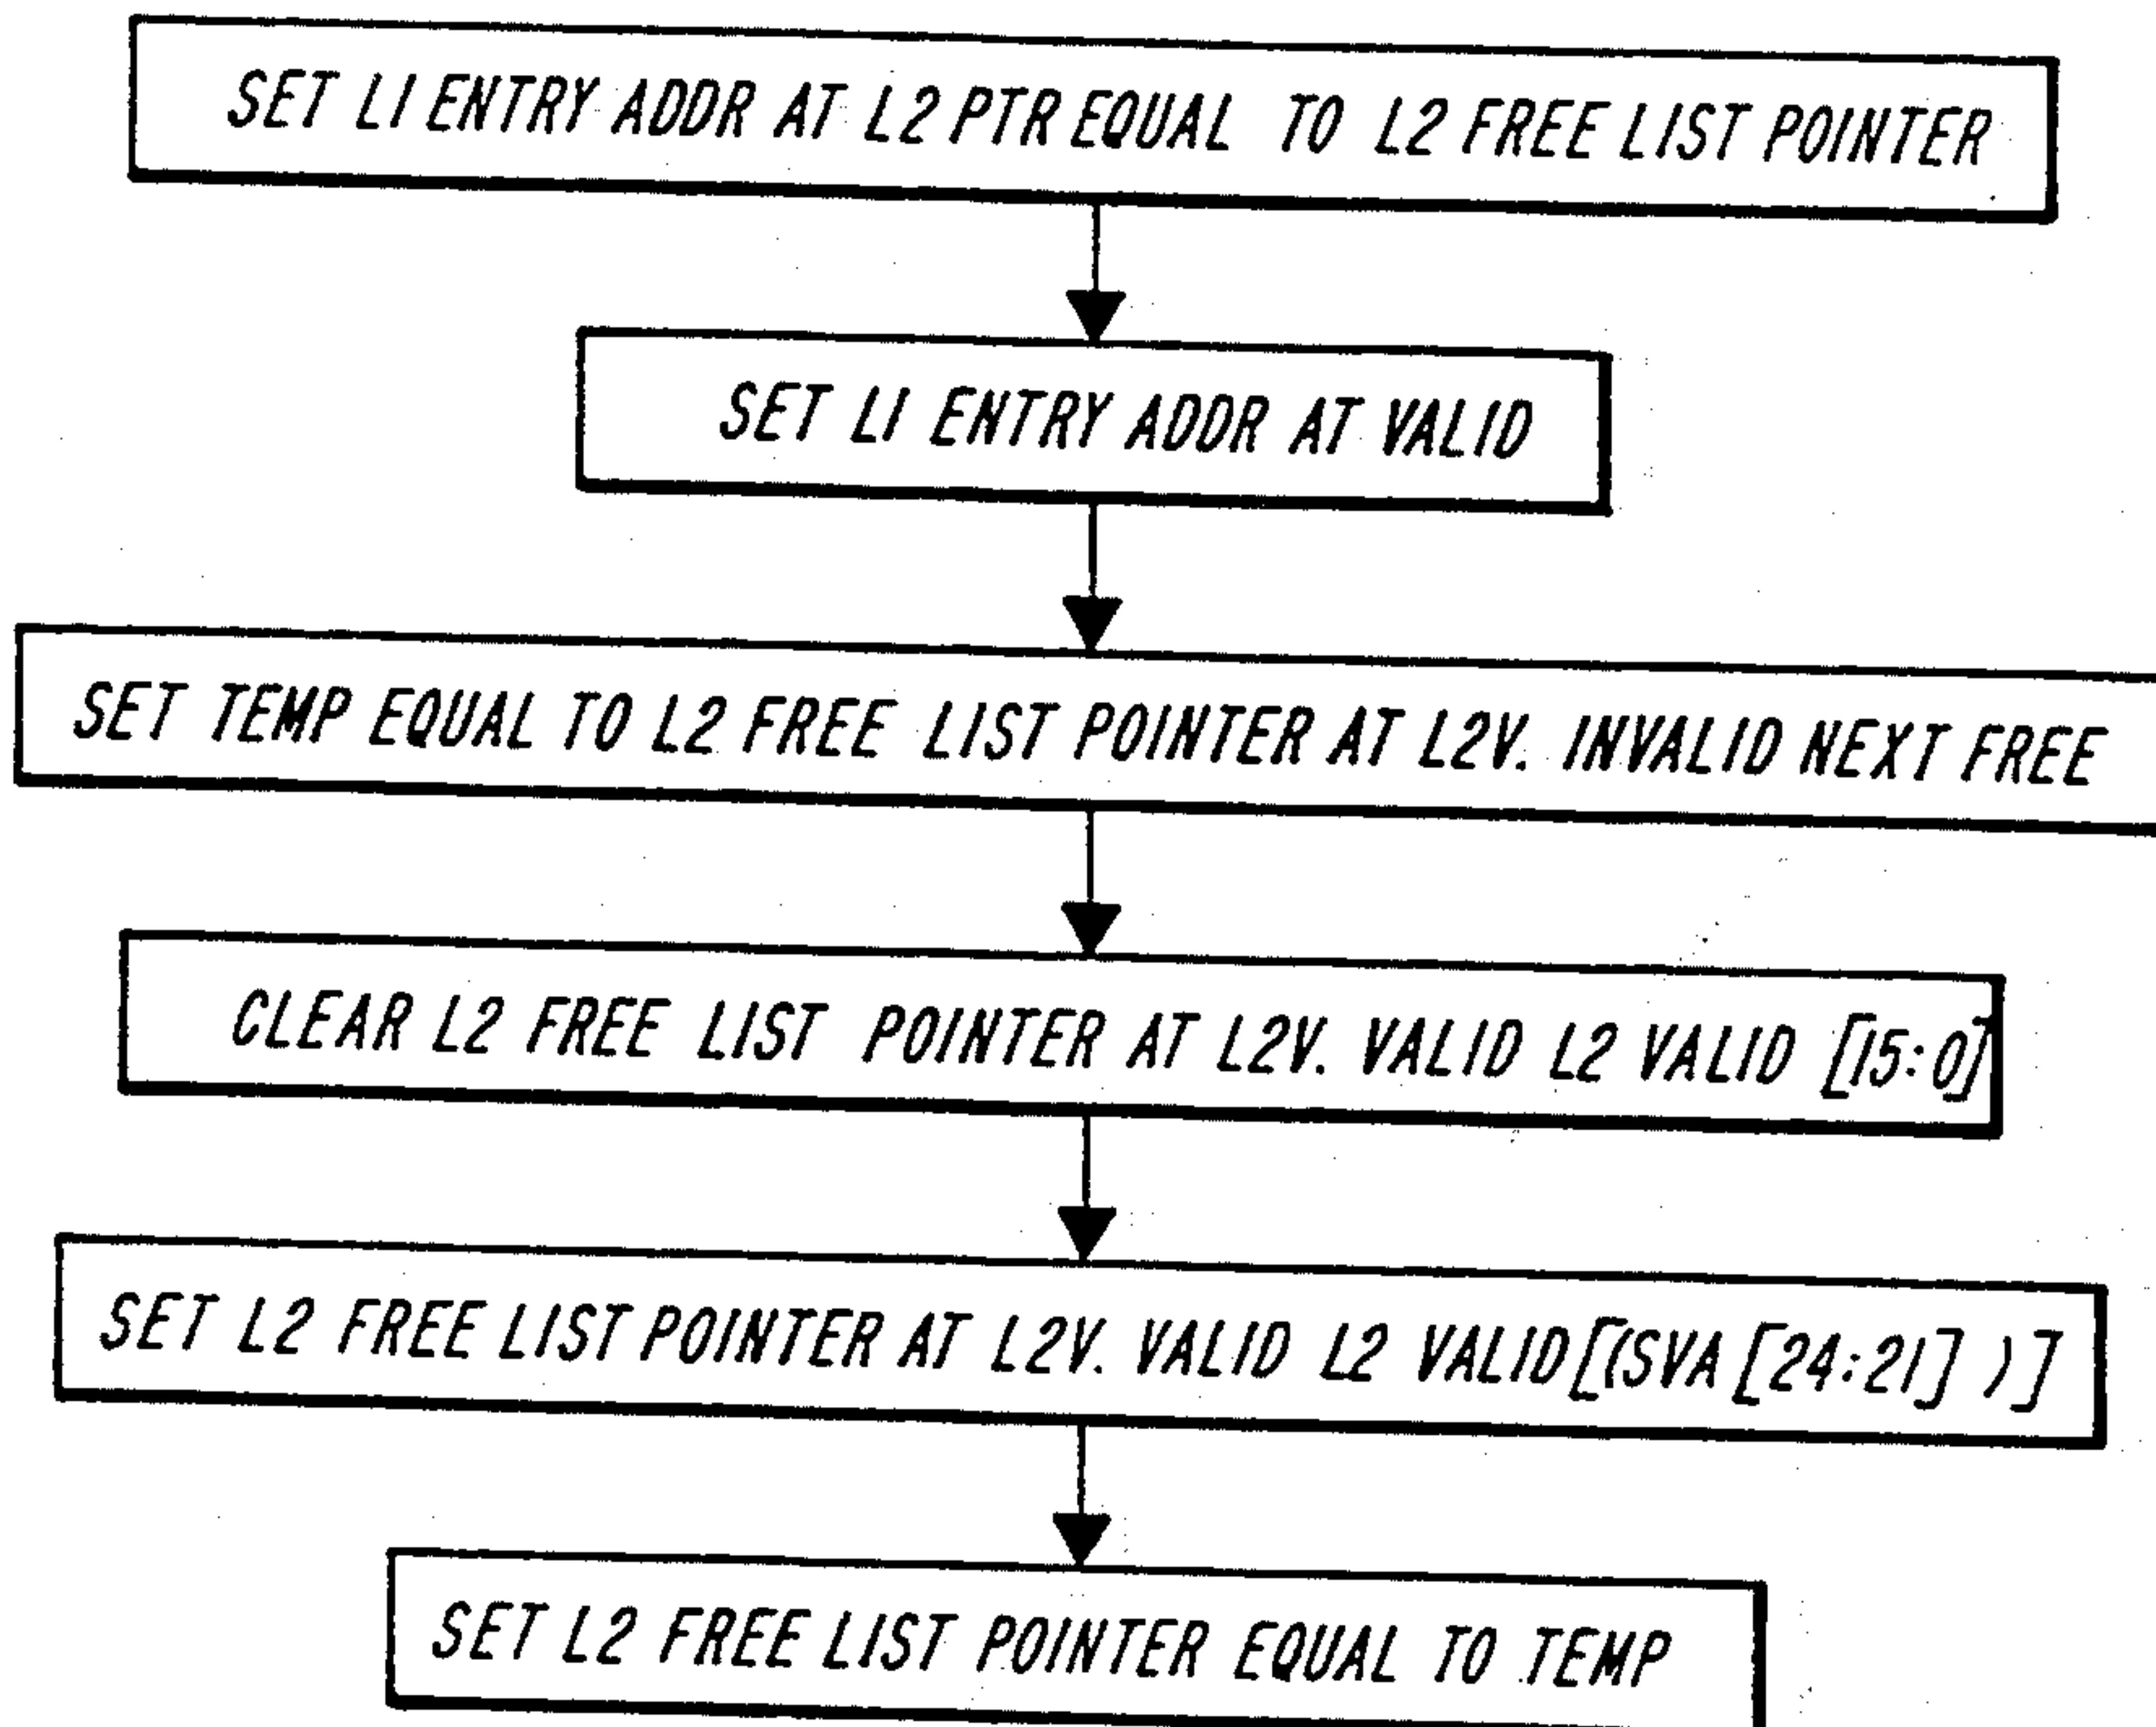 SET L1 ENTRY ADDR AT L2 PTR EQUAL TO L2 FREE LIST POINTER
SET L1 ENTRY ADDR AT VALID
SET TEMP EQUAL TO L2 FREE LIST POINTER AT L2V. INVALID NEXT FREE
CLEAR L2 FREE LIST POINTER AT L2V. VALID L2 VALID [15:0]
SET L2 FREE LIST POINTER AT L2V. VALID L2 VALID[(SVA[24:21])]
SET L2 FREE LIST POINTER EQUAL TO TEMP